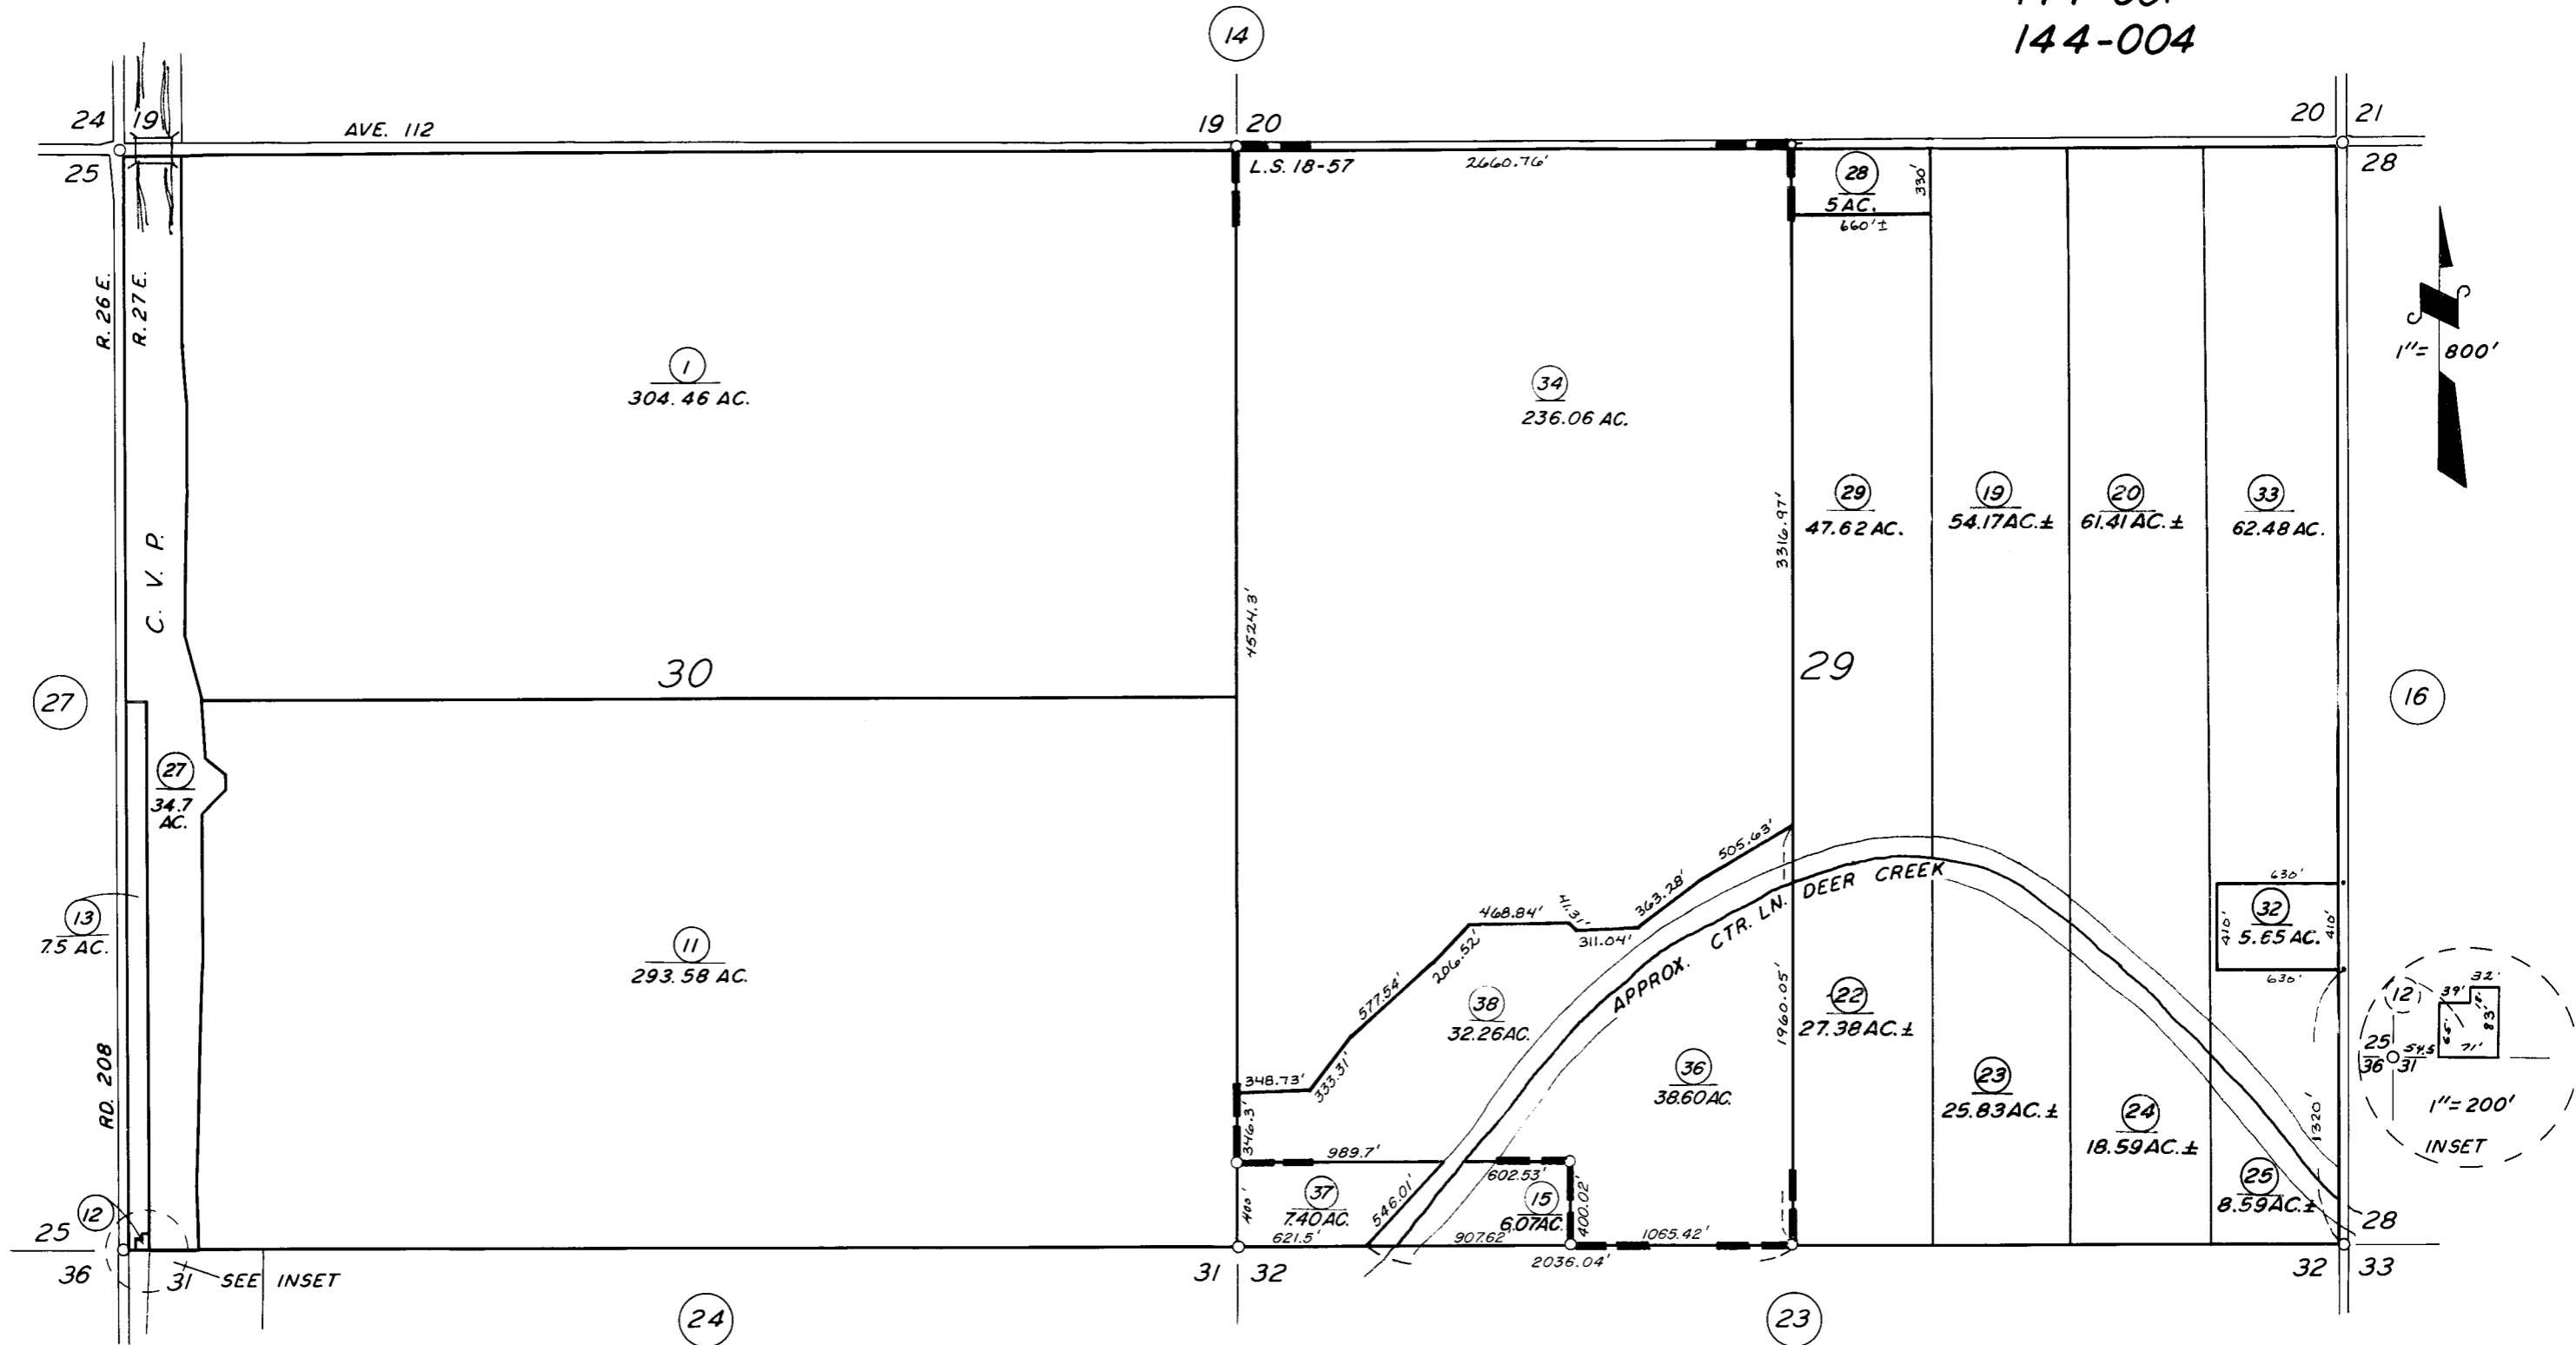 144-004
14
24 19
AVE. 112
19 20
20 21
25
L.S. 18-57
2660.76'
28
5 AC.
330'
660'±
28
R. 26 E.
R. 27 E.
1"= 800'
1
304.46 AC.
34
236.06 AC.
29
47.62 AC.
19
54.17 AC.±
20
61.41 AC.±
33
62.48 AC.
3316.97'
C. V. P.
4524.3'
30
29
27
16
27
34.7
AC.
13
7.5 AC.
11
293.58 AC.
505.63'
363.28'
41.31'
468.84'
311.04'
206.52'
577.54'
333.31'
348.73'
346.3'
APPROX. CTR. LN. DEER CREEK
38
32.26 AC.
36
38.60 AC.
1960.05'
22
27.38 AC.±
23
25.83 AC.±
24
18.59 AC.±
25
8.59 AC.±
630'
32
5.65 AC.
410'
410'
630'
1320'
12
39'
32'
18'
65'
83'
71'
25
36 31
54.5
1"= 200'
INSET
RD. 208
989.7'
602.53'
37
7.40 AC.
400'
621.5'
546.01'
15
6.07 AC.
400.02'
907.62'
1065.42'
2036.04'
12
25
36
31
SEE INSET
31 32
28
32 33
24
23